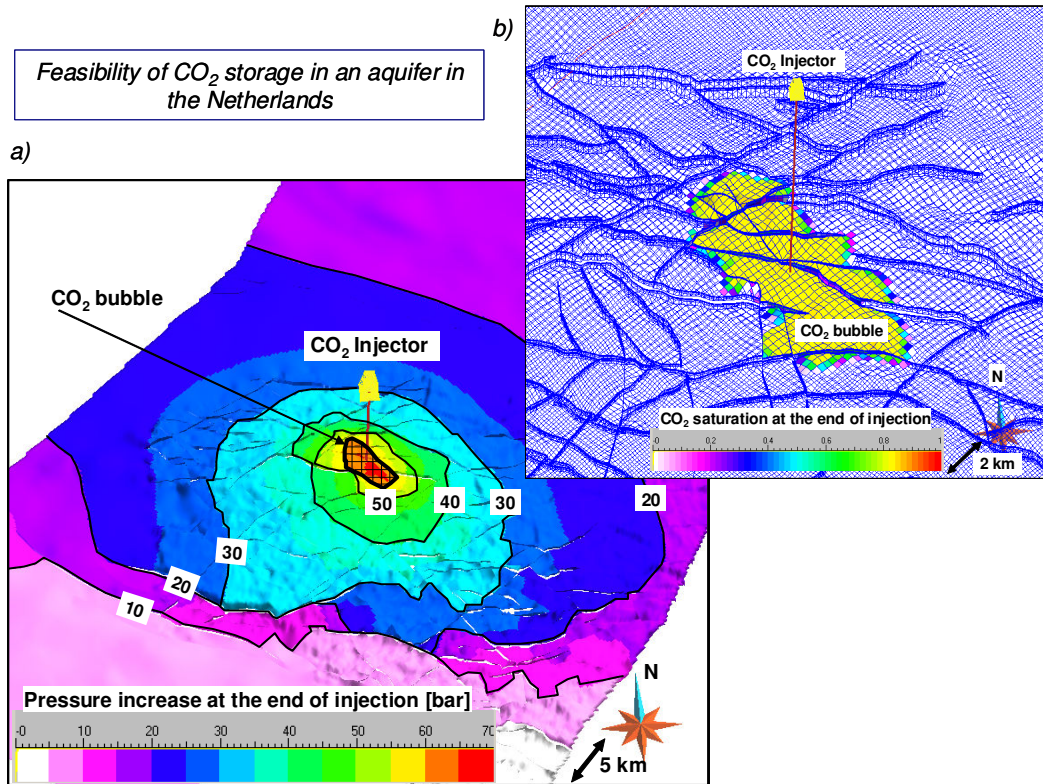 Feasibility of CO2 storage in an aquifer in
the Netherlands
a)
CO2 bubble
CO2 Injector
50
40
30
20
30
20
10
Pressure increase at the end of injection [bar]
-0 10 20 30 40 50 60 70
N
5 km
b)
CO2 Injector
CO2 bubble
N
CO2 saturation at the end of injection
-0 0.2 0.4 0.6 0.8 1
2 km